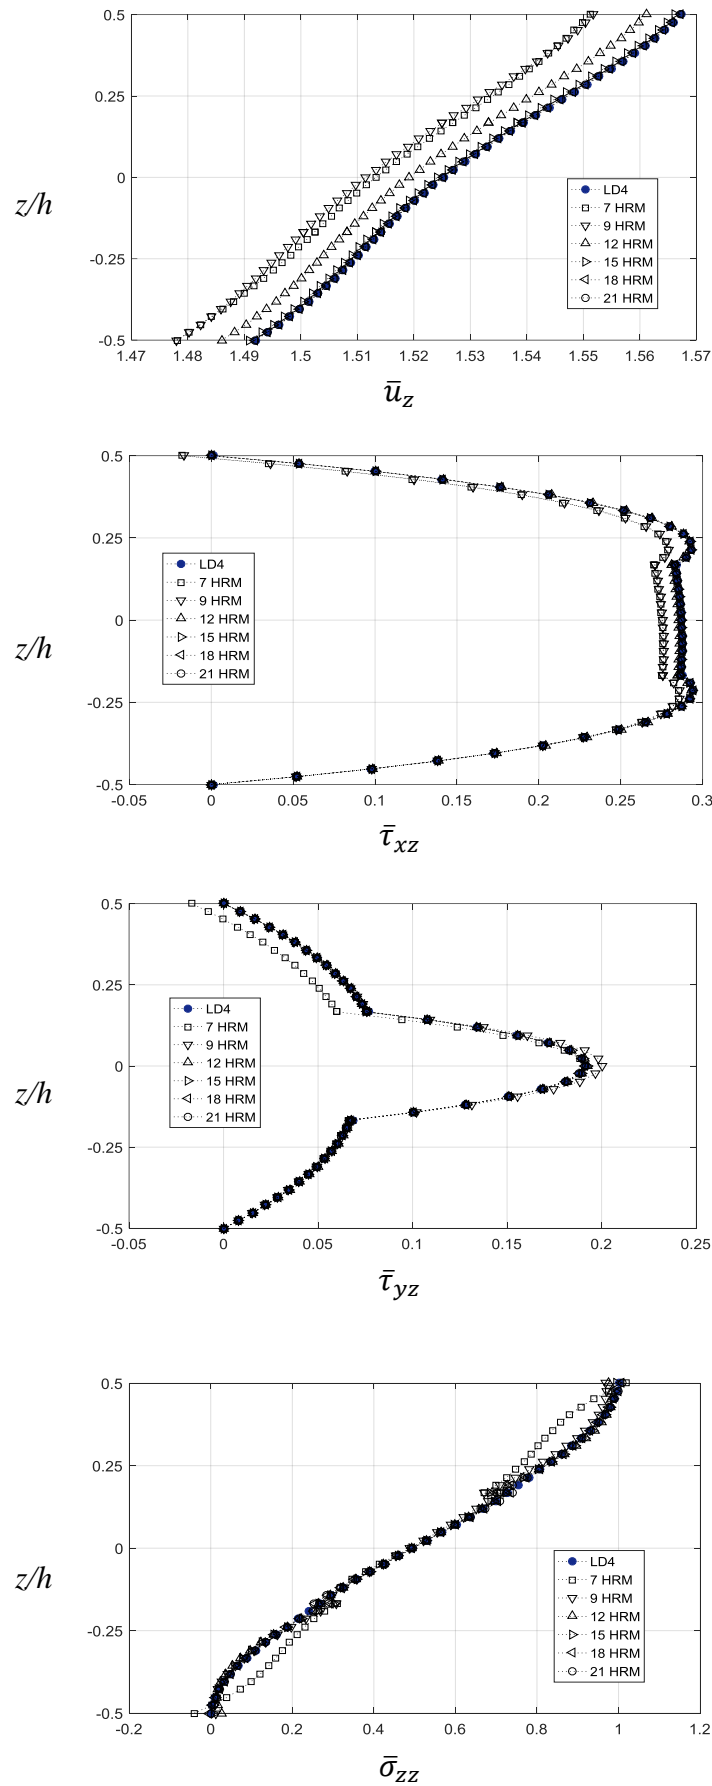 0.5
0.25
0
-0.25
-0.5
z/h
LD4
7 HRM
9 HRM
12 HRM
15 HRM
18 HRM
21 HRM
1.47 1.48 1.49 1.5 1.51 1.52 1.53 1.54 1.55 1.56 1.57
ū_z
0.5
0.25
0
-0.25
-0.5
z/h
LD4
7 HRM
9 HRM
12 HRM
15 HRM
18 HRM
21 HRM
-0.05 0 0.05 0.1 0.15 0.2 0.25 0.3
τ̄_xz
0.5
0.25
0
-0.25
-0.5
z/h
LD4
7 HRM
9 HRM
12 HRM
15 HRM
18 HRM
21 HRM
-0.05 0 0.05 0.1 0.15 0.2 0.25
τ̄_yz
0.5
0.25
0
-0.25
-0.5
z/h
LD4
7 HRM
9 HRM
12 HRM
15 HRM
18 HRM
21 HRM
-0.2 0 0.2 0.4 0.6 0.8 1 1.2
σ̄_zz